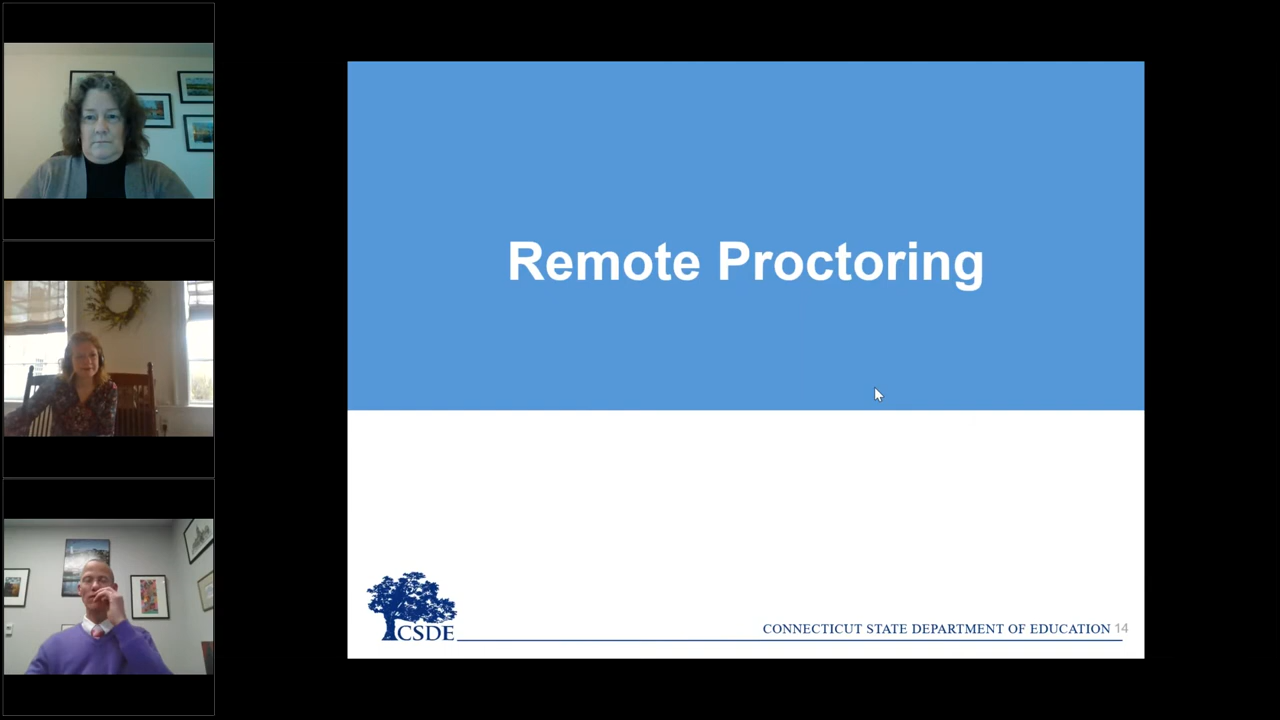 Remote Proctoring
CSDE
CONNECTICUT STATE DEPARTMENT OF EDUCATION 14